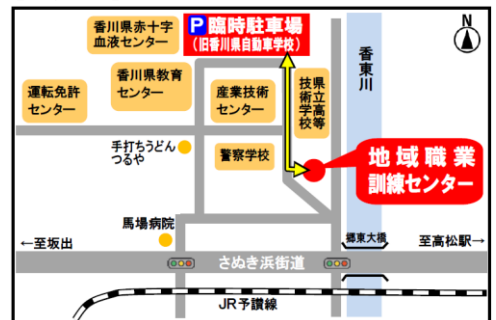 香川県赤十字
血液センター
P 臨時駐車場
(旧香川県自動車学校)
N
運転免許
センター
香川県教育
センター
産業技術
センター
県立高等
技術学校
香東川
手打ちうどん
つるや
警察学校
地域職業
訓練センター
馬場病院
←至坂出
さぬき浜街道
郷東大橋
至高松駅→
JR予讃線